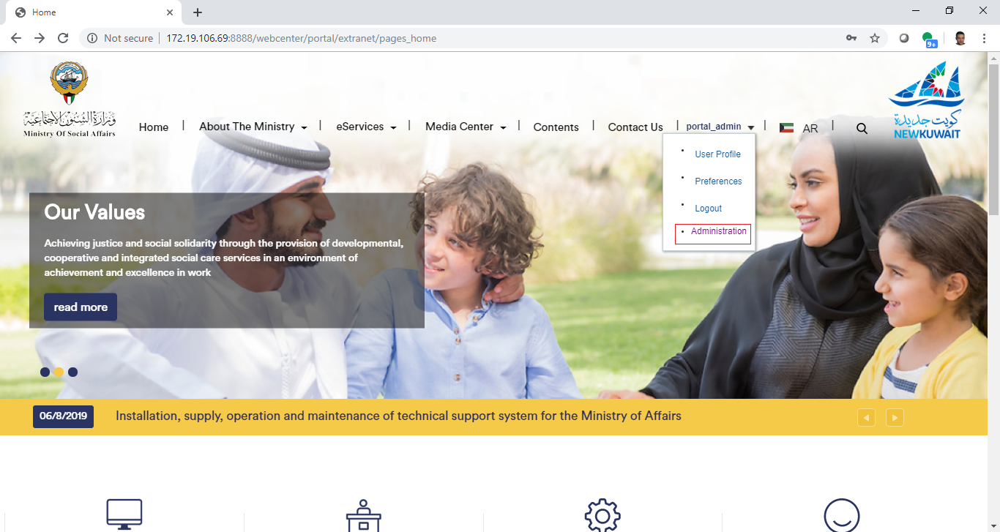 Home
Not secure
172.19.106.69:8888/webcenter/portal/extranet/pages_home
9+
وزارة الشئون الاجتماعية
Ministry Of Social Affairs
Home
About The Ministry
eServices
Media Center
Contents
Contact Us
portal_admin
AR
كويت جديدة
NEWKUWAIT
User Profile
Preferences
Logout
Administration
Our Values
Achieving justice and social solidarity through the provision of developmental,
cooperative and integrated social care services in an environment of
achievement and excellence in work
read more
06/8/2019
Installation, supply, operation and maintenance of technical support system for the Ministry of Affairs